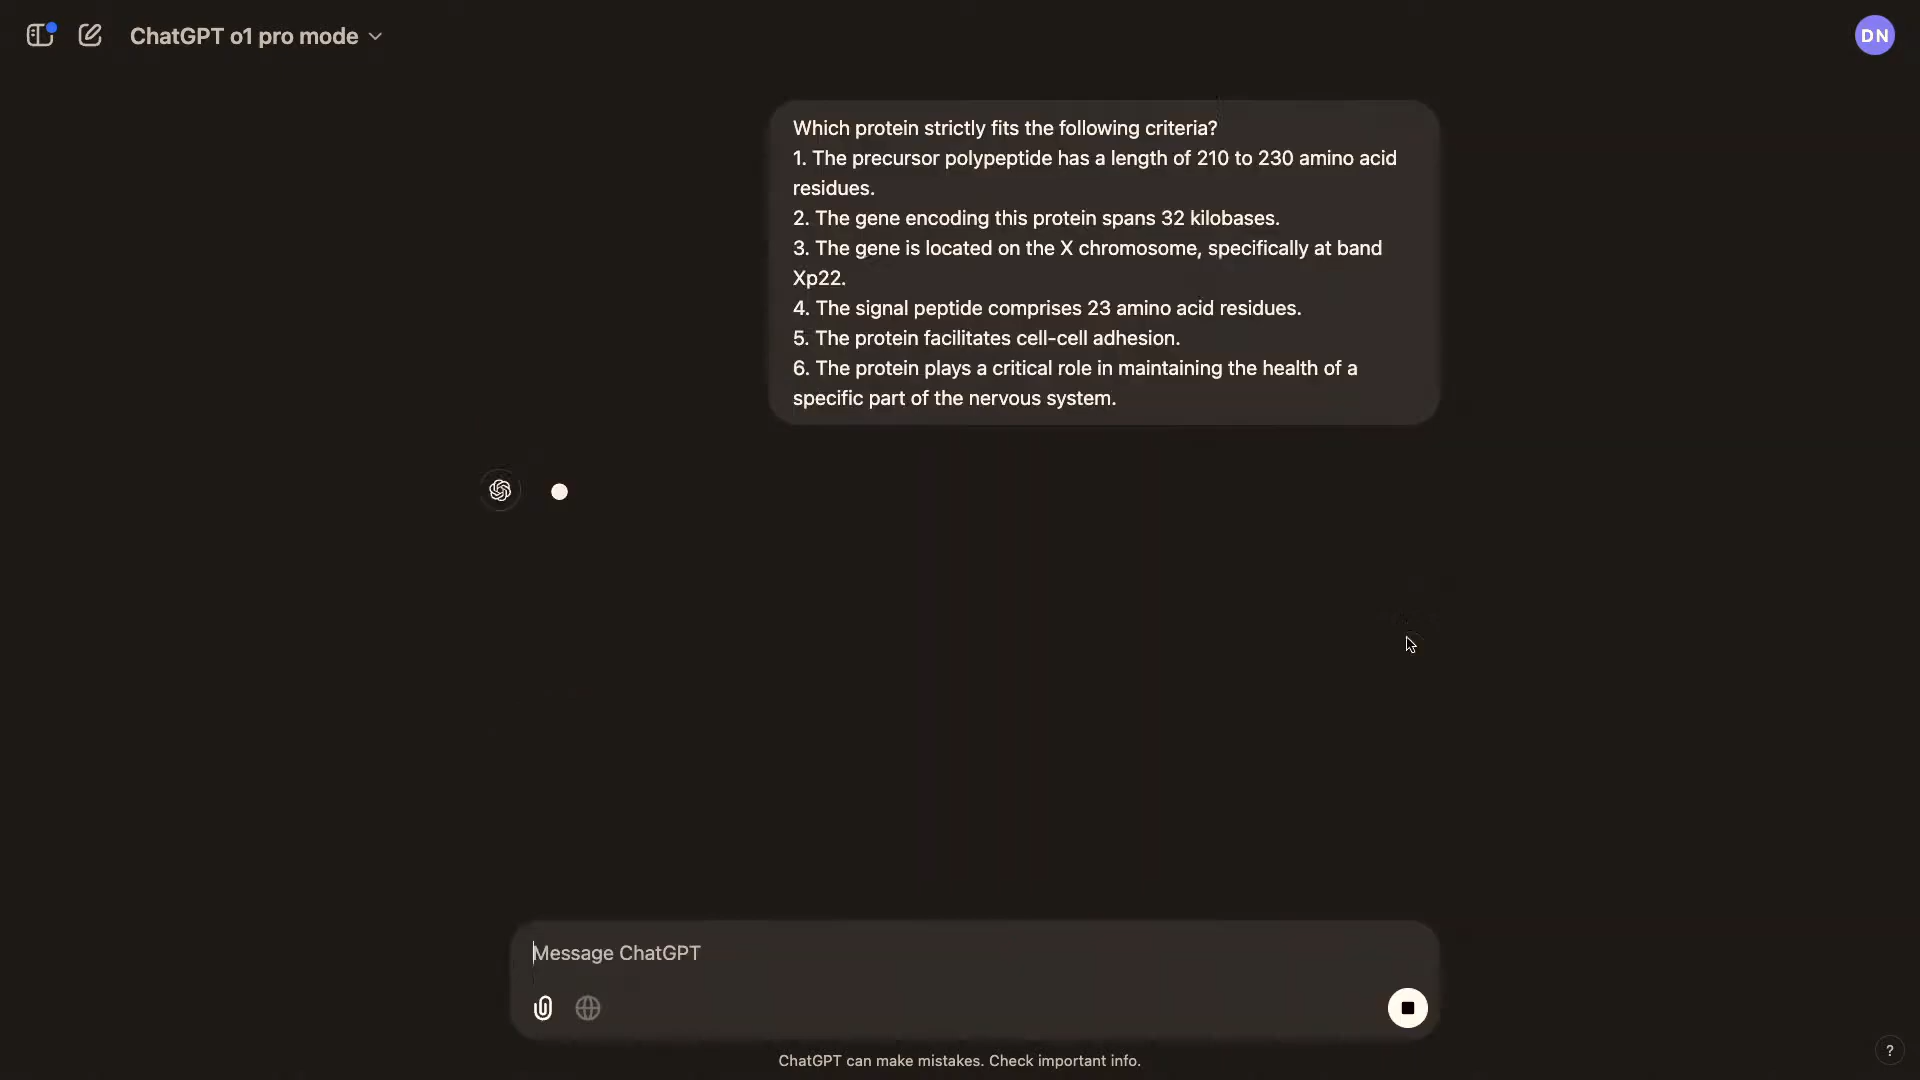 ChatGPT o1 pro mode
DN
Which protein strictly fits the following criteria?
1. The precursor polypeptide has a length of 210 to 230 amino acid
residues.
2. The gene encoding this protein spans 32 kilobases.
3. The gene is located on the X chromosome, specifically at band
Xp22.
4. The signal peptide comprises 23 amino acid residues.
5. The protein facilitates cell-cell adhesion.
6. The protein plays a critical role in maintaining the health of a
specific part of the nervous system.
Message ChatGPT
ChatGPT can make mistakes. Check important info.
?